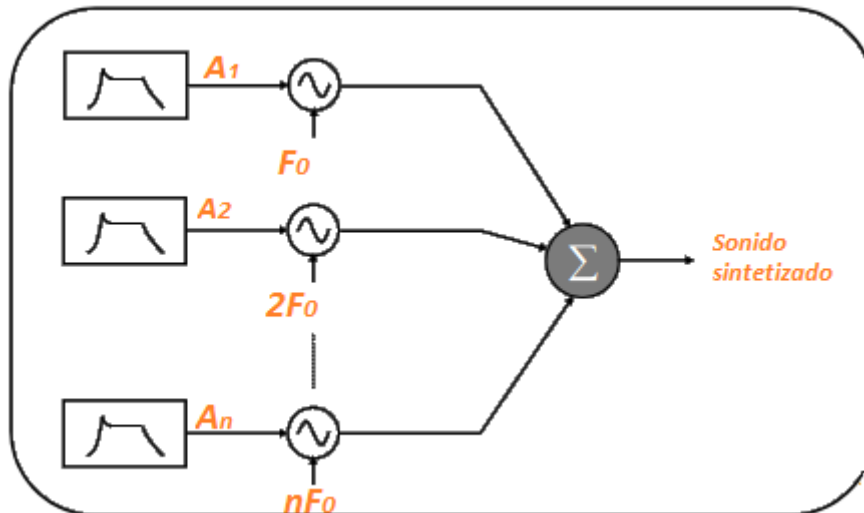 A1
F0
A2
2F0
Σ
Sonido
sintetizado
An
nF0